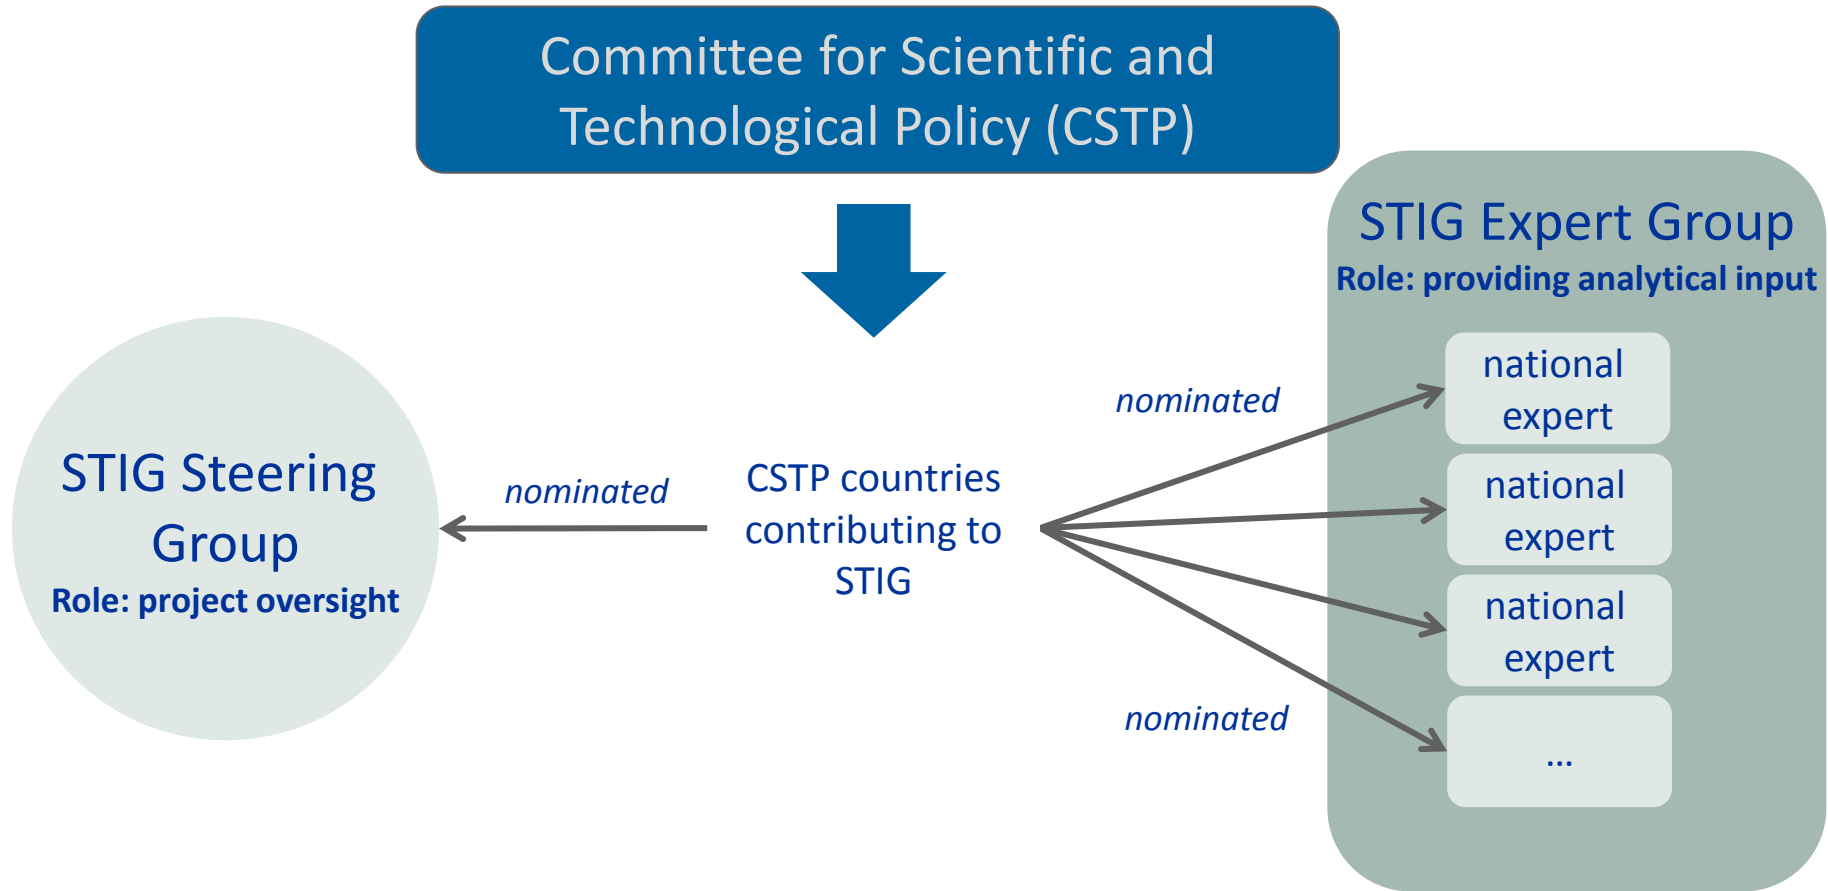 Committee for Scientific and
Technological Policy (CSTP)
STIG Expert Group
Role: providing analytical input
national
expert
national
expert
national
expert
...
nominated
nominated
CSTP countries
contributing to
STIG
nominated
STIG Steering
Group
Role: project oversight